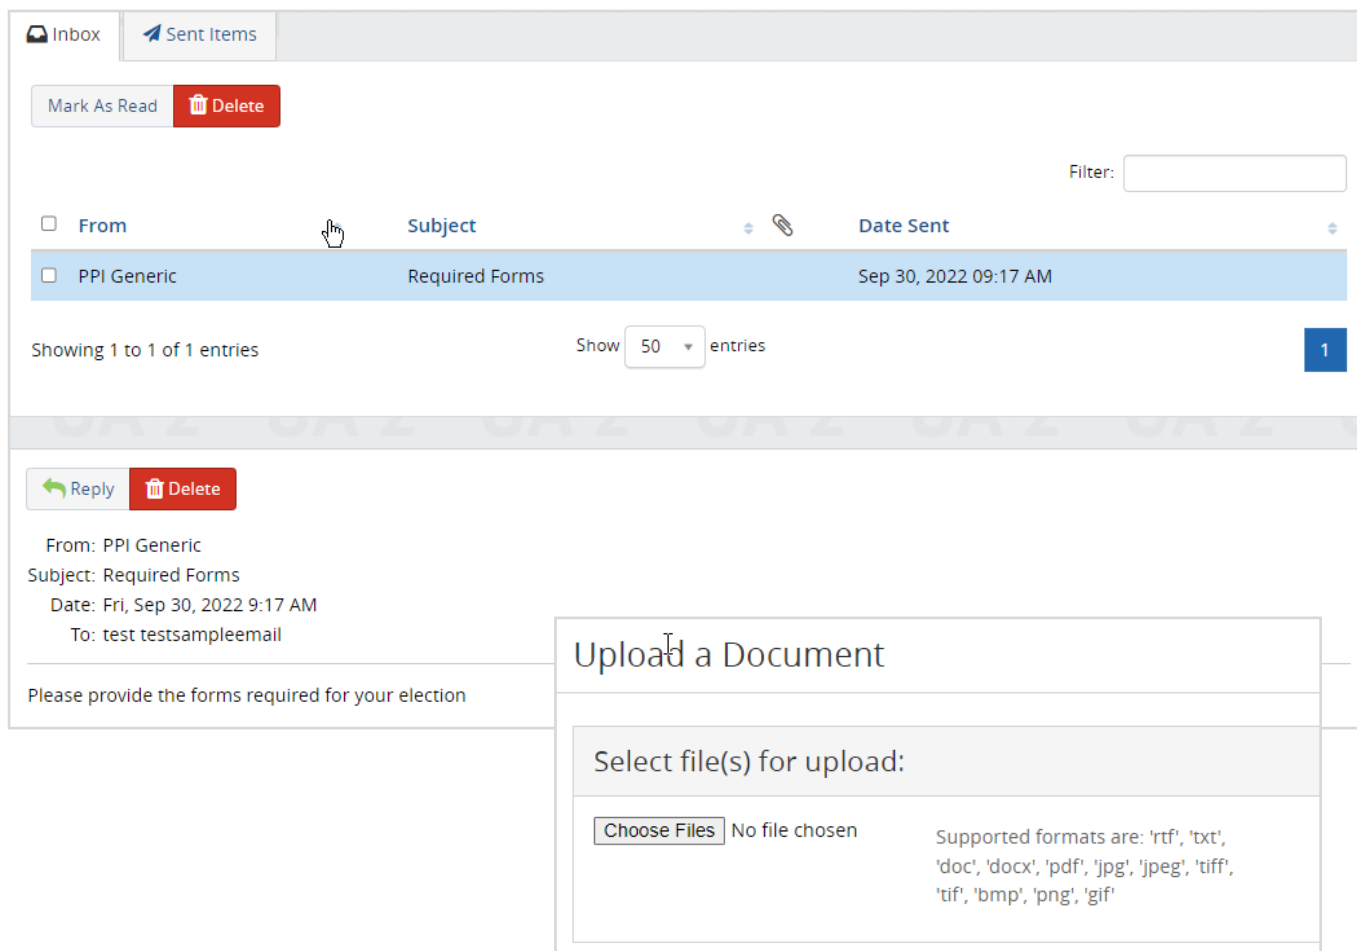 Inbox Sent Items
Mark As Read Delete
Filter:
From Subject Date Sent
PPI Generic Required Forms Sep 30, 2022 09:17 AM
Showing 1 to 1 of 1 entries Show 50 entries 1
Reply Delete
From: PPI Generic
Subject: Required Forms
Date: Fri, Sep 30, 2022 9:17 AM
To: test testsampleemail
Please provide the forms required for your election
Upload a Document
Select file(s) for upload:
Choose Files No file chosen
Supported formats are: 'rtf', 'txt',
'doc', 'docx', 'pdf', 'jpg', 'jpeg', 'tiff',
'tif', 'bmp', 'png', 'gif'